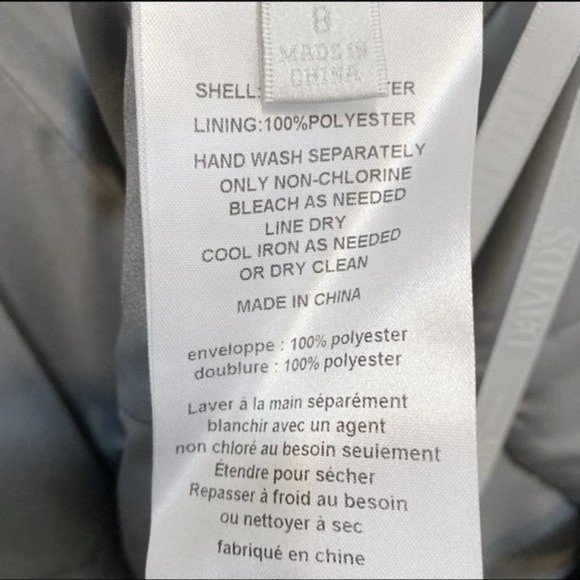 8
MADE IN
CHINA
SHELL: ER
LINING:100%POLYESTER
HAND WASH SEPARATELY
ONLY NON-CHLORINE
BLEACH AS NEEDED
LINE DRY
COOL IRON AS NEEDED
OR DRY CLEAN
MADE IN CHINA
enveloppe : 100% polyester
doublure : 100% polyester
Laver à la main séparément
blanchir avec un agent
non chloré au besoin seulement
Étendre pour sécher
Repasser à froid au besoin
ou nettoyer à sec
fabriqué en chine
DAVID'S